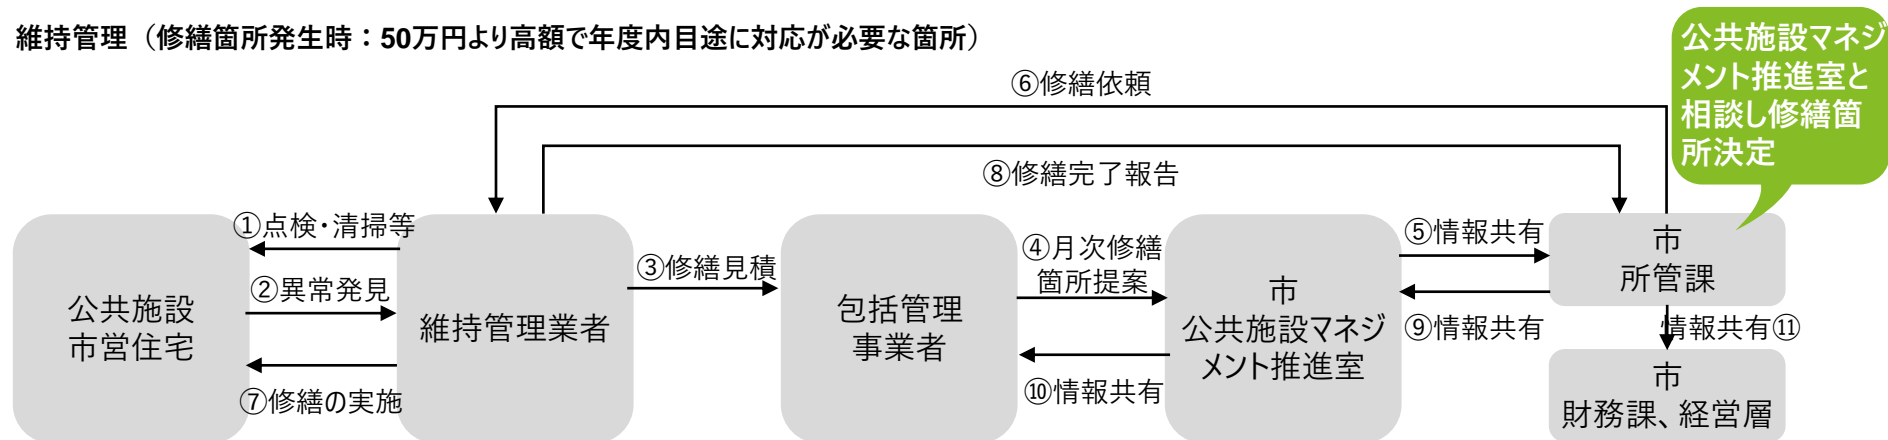 維持管理（修繕箇所発生時：50万円より高額で年度内目途に対応が必要な箇所）
公共施設マネジ
メント推進室と
相談し修繕箇
所決定
⑥修繕依頼
⑧修繕完了報告
①点検・清掃等
②異常発見
⑦修繕の実施
公共施設
市営住宅
維持管理業者
③修繕見積
包括管理
事業者
④月次修繕
箇所提案
⑩情報共有
市
公共施設マネジ
メント推進室
⑤情報共有
⑨情報共有
市
所管課
情報共有⑪
市
財務課、経営層